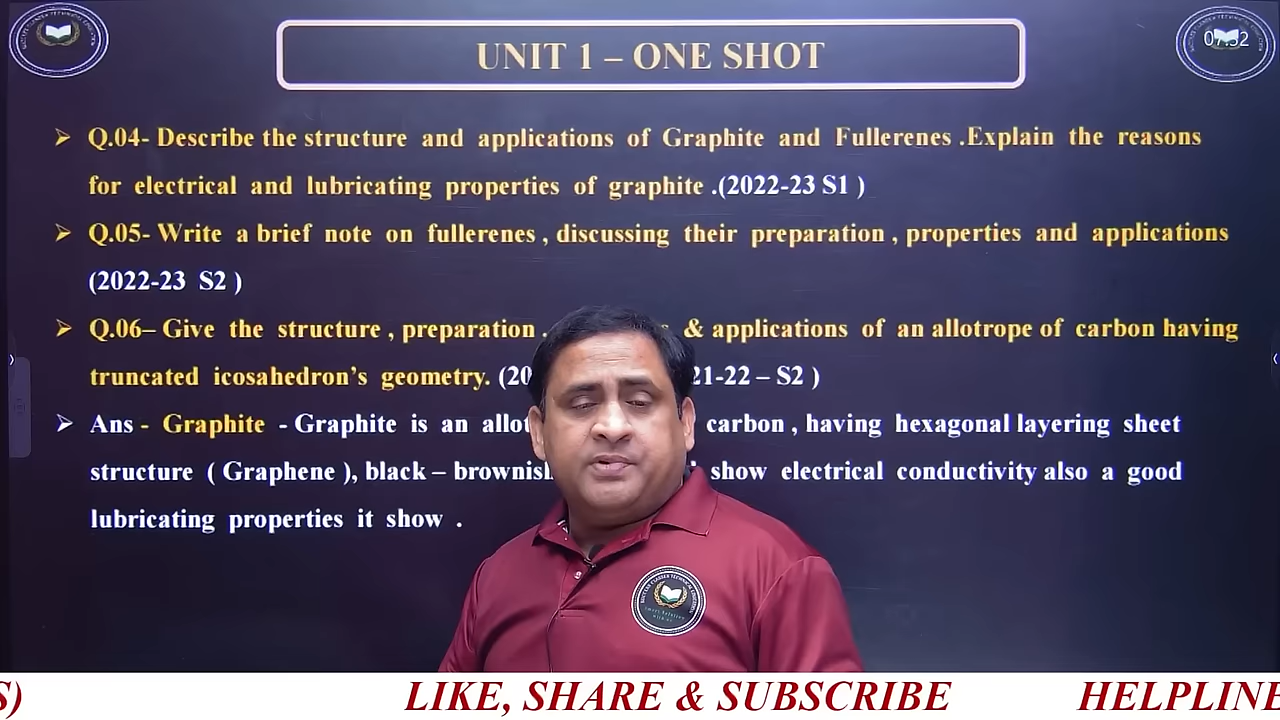 UNIT 1 – ONE SHOT
07:52
➢ Q.04- Describe the structure and applications of Graphite and Fullerenes .Explain the reasons
for electrical and lubricating properties of graphite .(2022-23 S1 )
➢ Q.05- Write a brief note on fullerenes , discussing their preparation , properties and applications
(2022-23 S2 )
➢ Q.06– Give the structure , preparation . & applications of an allotrope of carbon having
truncated icosahedron's geometry. (20 21-22 – S2 )
➢ Ans - Graphite - Graphite is an allot carbon , having hexagonal layering sheet
structure ( Graphene ), black – brownish show electrical conductivity also a good
lubricating properties it show .
S) LIKE, SHARE & SUBSCRIBE HELPLINE